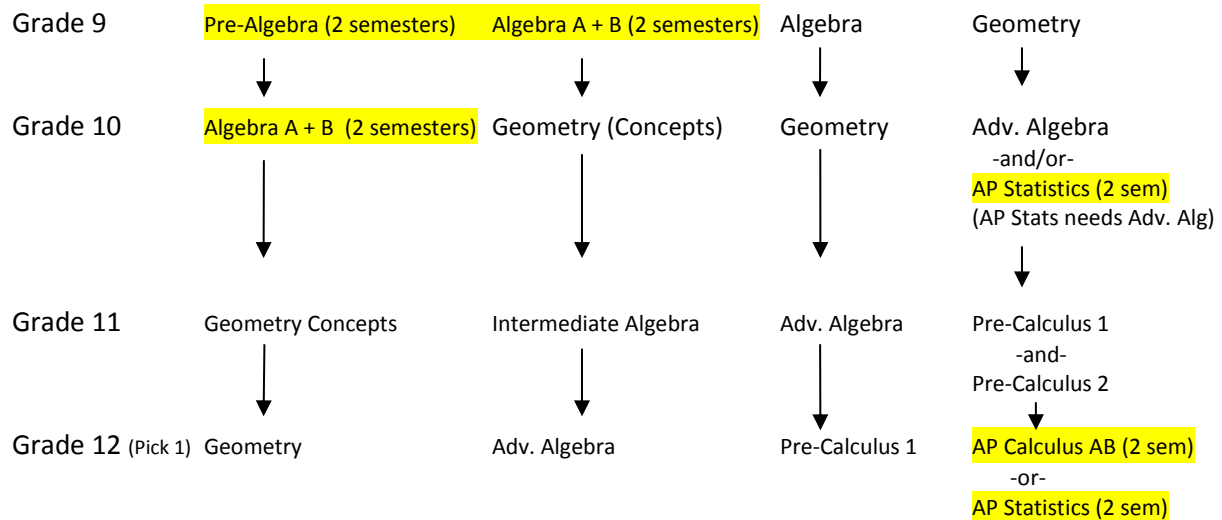 Grade 9 Pre-Algebra (2 semesters) Algebra A + B (2 semesters) Algebra Geometry
Grade 10 Algebra A + B (2 semesters) Geometry (Concepts) Geometry Adv. Algebra
-and/or-
AP Statistics (2 sem)
(AP Stats needs Adv. Alg)
Grade 11 Geometry Concepts Intermediate Algebra Adv. Algebra Pre-Calculus 1
-and-
Pre-Calculus 2
Grade 12 (Pick 1) Geometry Adv. Algebra Pre-Calculus 1 AP Calculus AB (2 sem)
-or-
AP Statistics (2 sem)